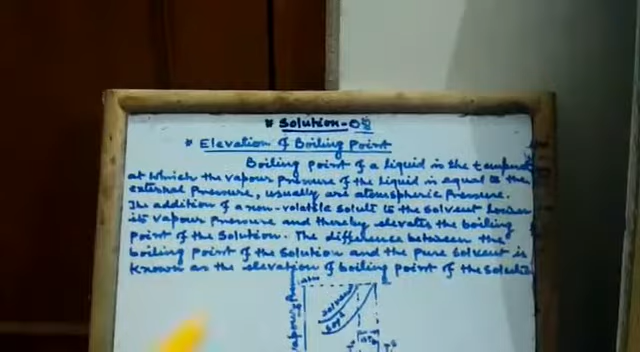 * Solution-08
* Elevation of Boiling Point
Boiling point of a liquid is the temperat
at which the vapour pressure of the liquid is equal to the
external pressure, usually are atmospheric pressure.
The addition of a non-volatile solute to the solvent lowers
its vapour pressure and thereby elevates the boiling
point of the solution. The difference between the
boiling point of the solution and the pure solvent is
known as the elevation of boiling point of the solution
1 atm
Solvent